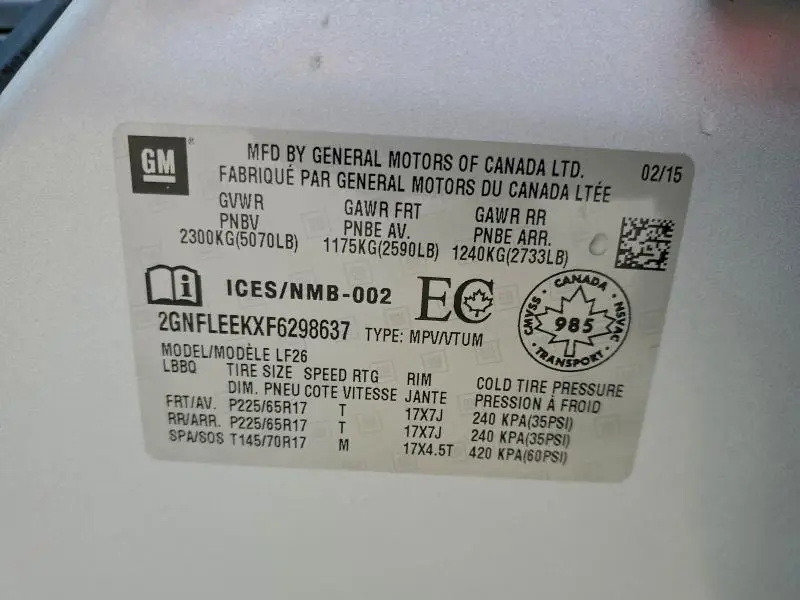 GM
MFD BY GENERAL MOTORS OF CANADA LTD. 02/15
FABRIQUÉ PAR GENERAL MOTORS DU CANADA LTÉE
GVWR GAWR FRT GAWR RR
PNBV PNBE AV. PNBE ARR.
2300KG(5070LB) 1175KG(2590LB) 1240KG(2733LB)
ICES/NMB-002 EC
CANADA
CMVSS 985 NSVAC
TRANSPORT
2GNFLEEKXF6298637 TYPE: MPV/VTUM
MODEL/MODÈLE LF26
LBBQ TIRE SIZE SPEED RTG RIM COLD TIRE PRESSURE
DIM. PNEU COTE VITESSE JANTE PRESSION À FROID
FRT/AV. P225/65R17 T 17X7J 240 KPA(35PSI)
RR/ARR. P225/65R17 T 17X7J 240 KPA(35PSI)
SPA/SOS T145/70R17 M 17X4.5T 420 KPA(60PSI)